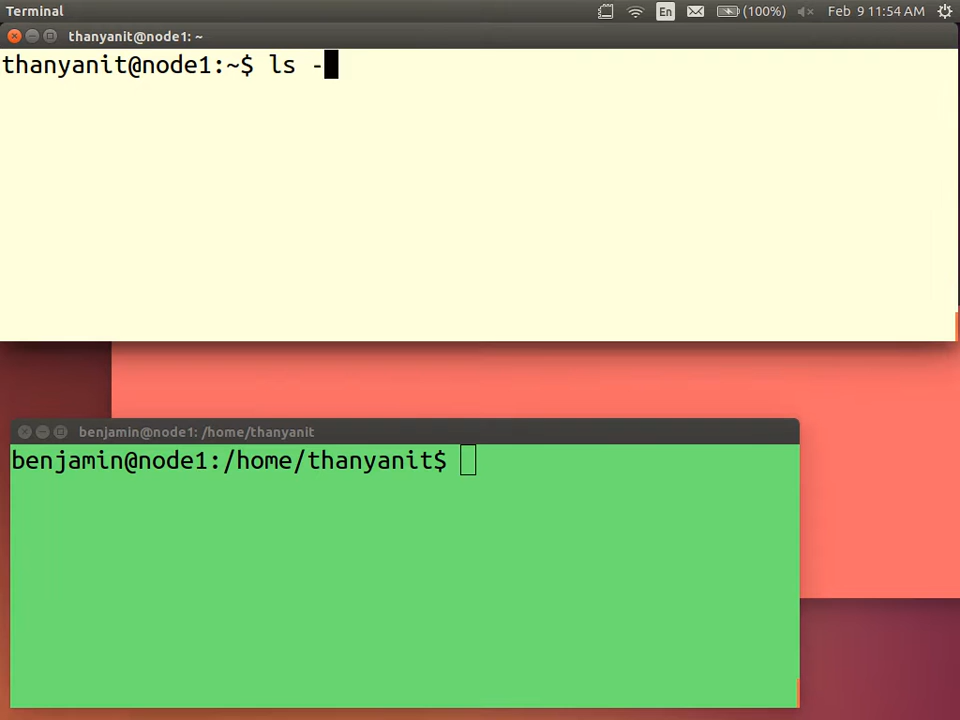 Terminal
En
(100%)
Feb 9 11:54 AM
thanyanit@node1: ~
thanyanit@node1:~$ ls -
benjamin@node1: /home/thanyanit
benjamin@node1:/home/thanyanit$